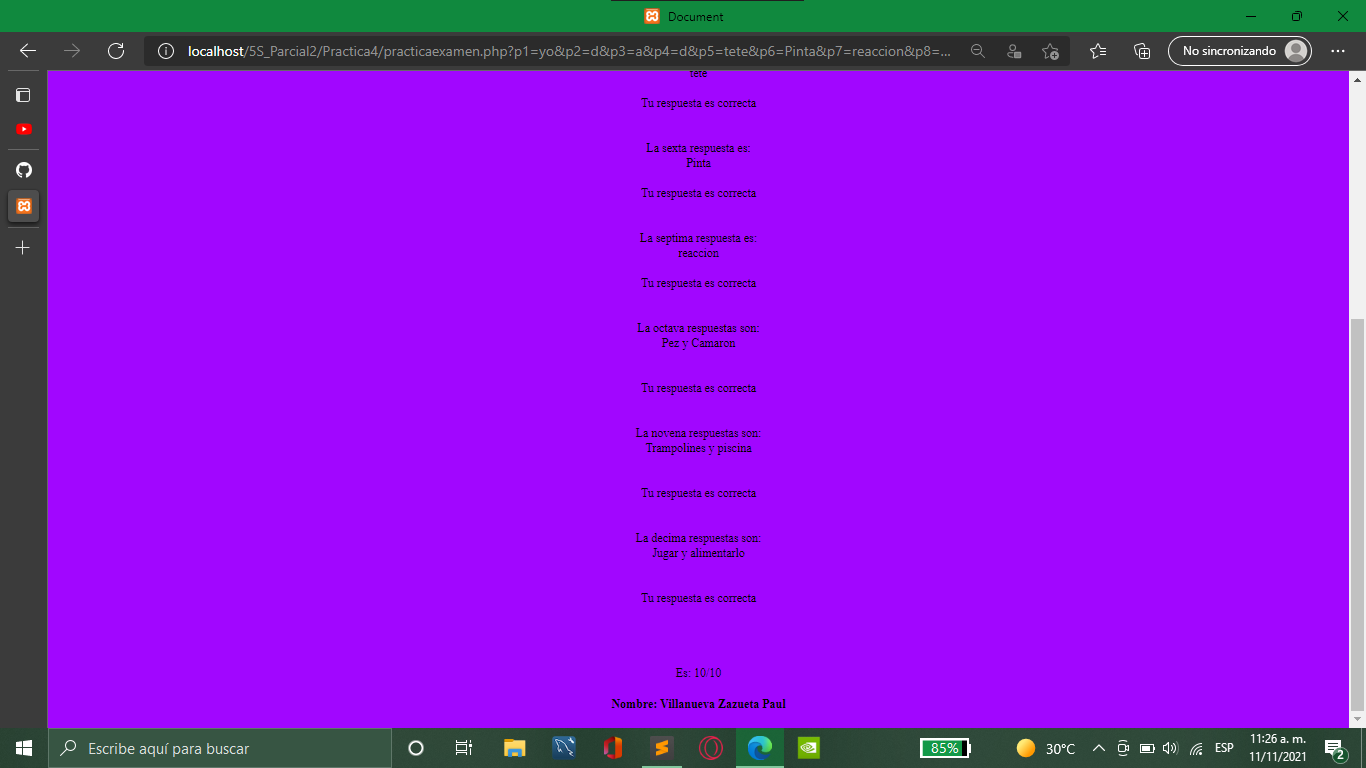 Document
localhost/5S_Parcial2/Practica4/practicaexamen.php?p1=yo&p2=d&p3=a&p4=d&p5=tete&p6=Pinta&p7=reaccion&p8=...
No sincronizando
tete
Tu respuesta es correcta
La sexta respuesta es:
Pinta
Tu respuesta es correcta
La septima respuesta es:
reaccion
Tu respuesta es correcta
La octava respuestas son:
Pez y Camaron
Tu respuesta es correcta
La novena respuestas son:
Trampolines y piscina
Tu respuesta es correcta
La decima respuestas son:
Jugar y alimentarlo
Tu respuesta es correcta
Es: 10/10
Nombre: Villanueva Zazueta Paul
Escribe aquí para buscar
85%
30°C
ESP
11:26 a. m.
11/11/2021
2